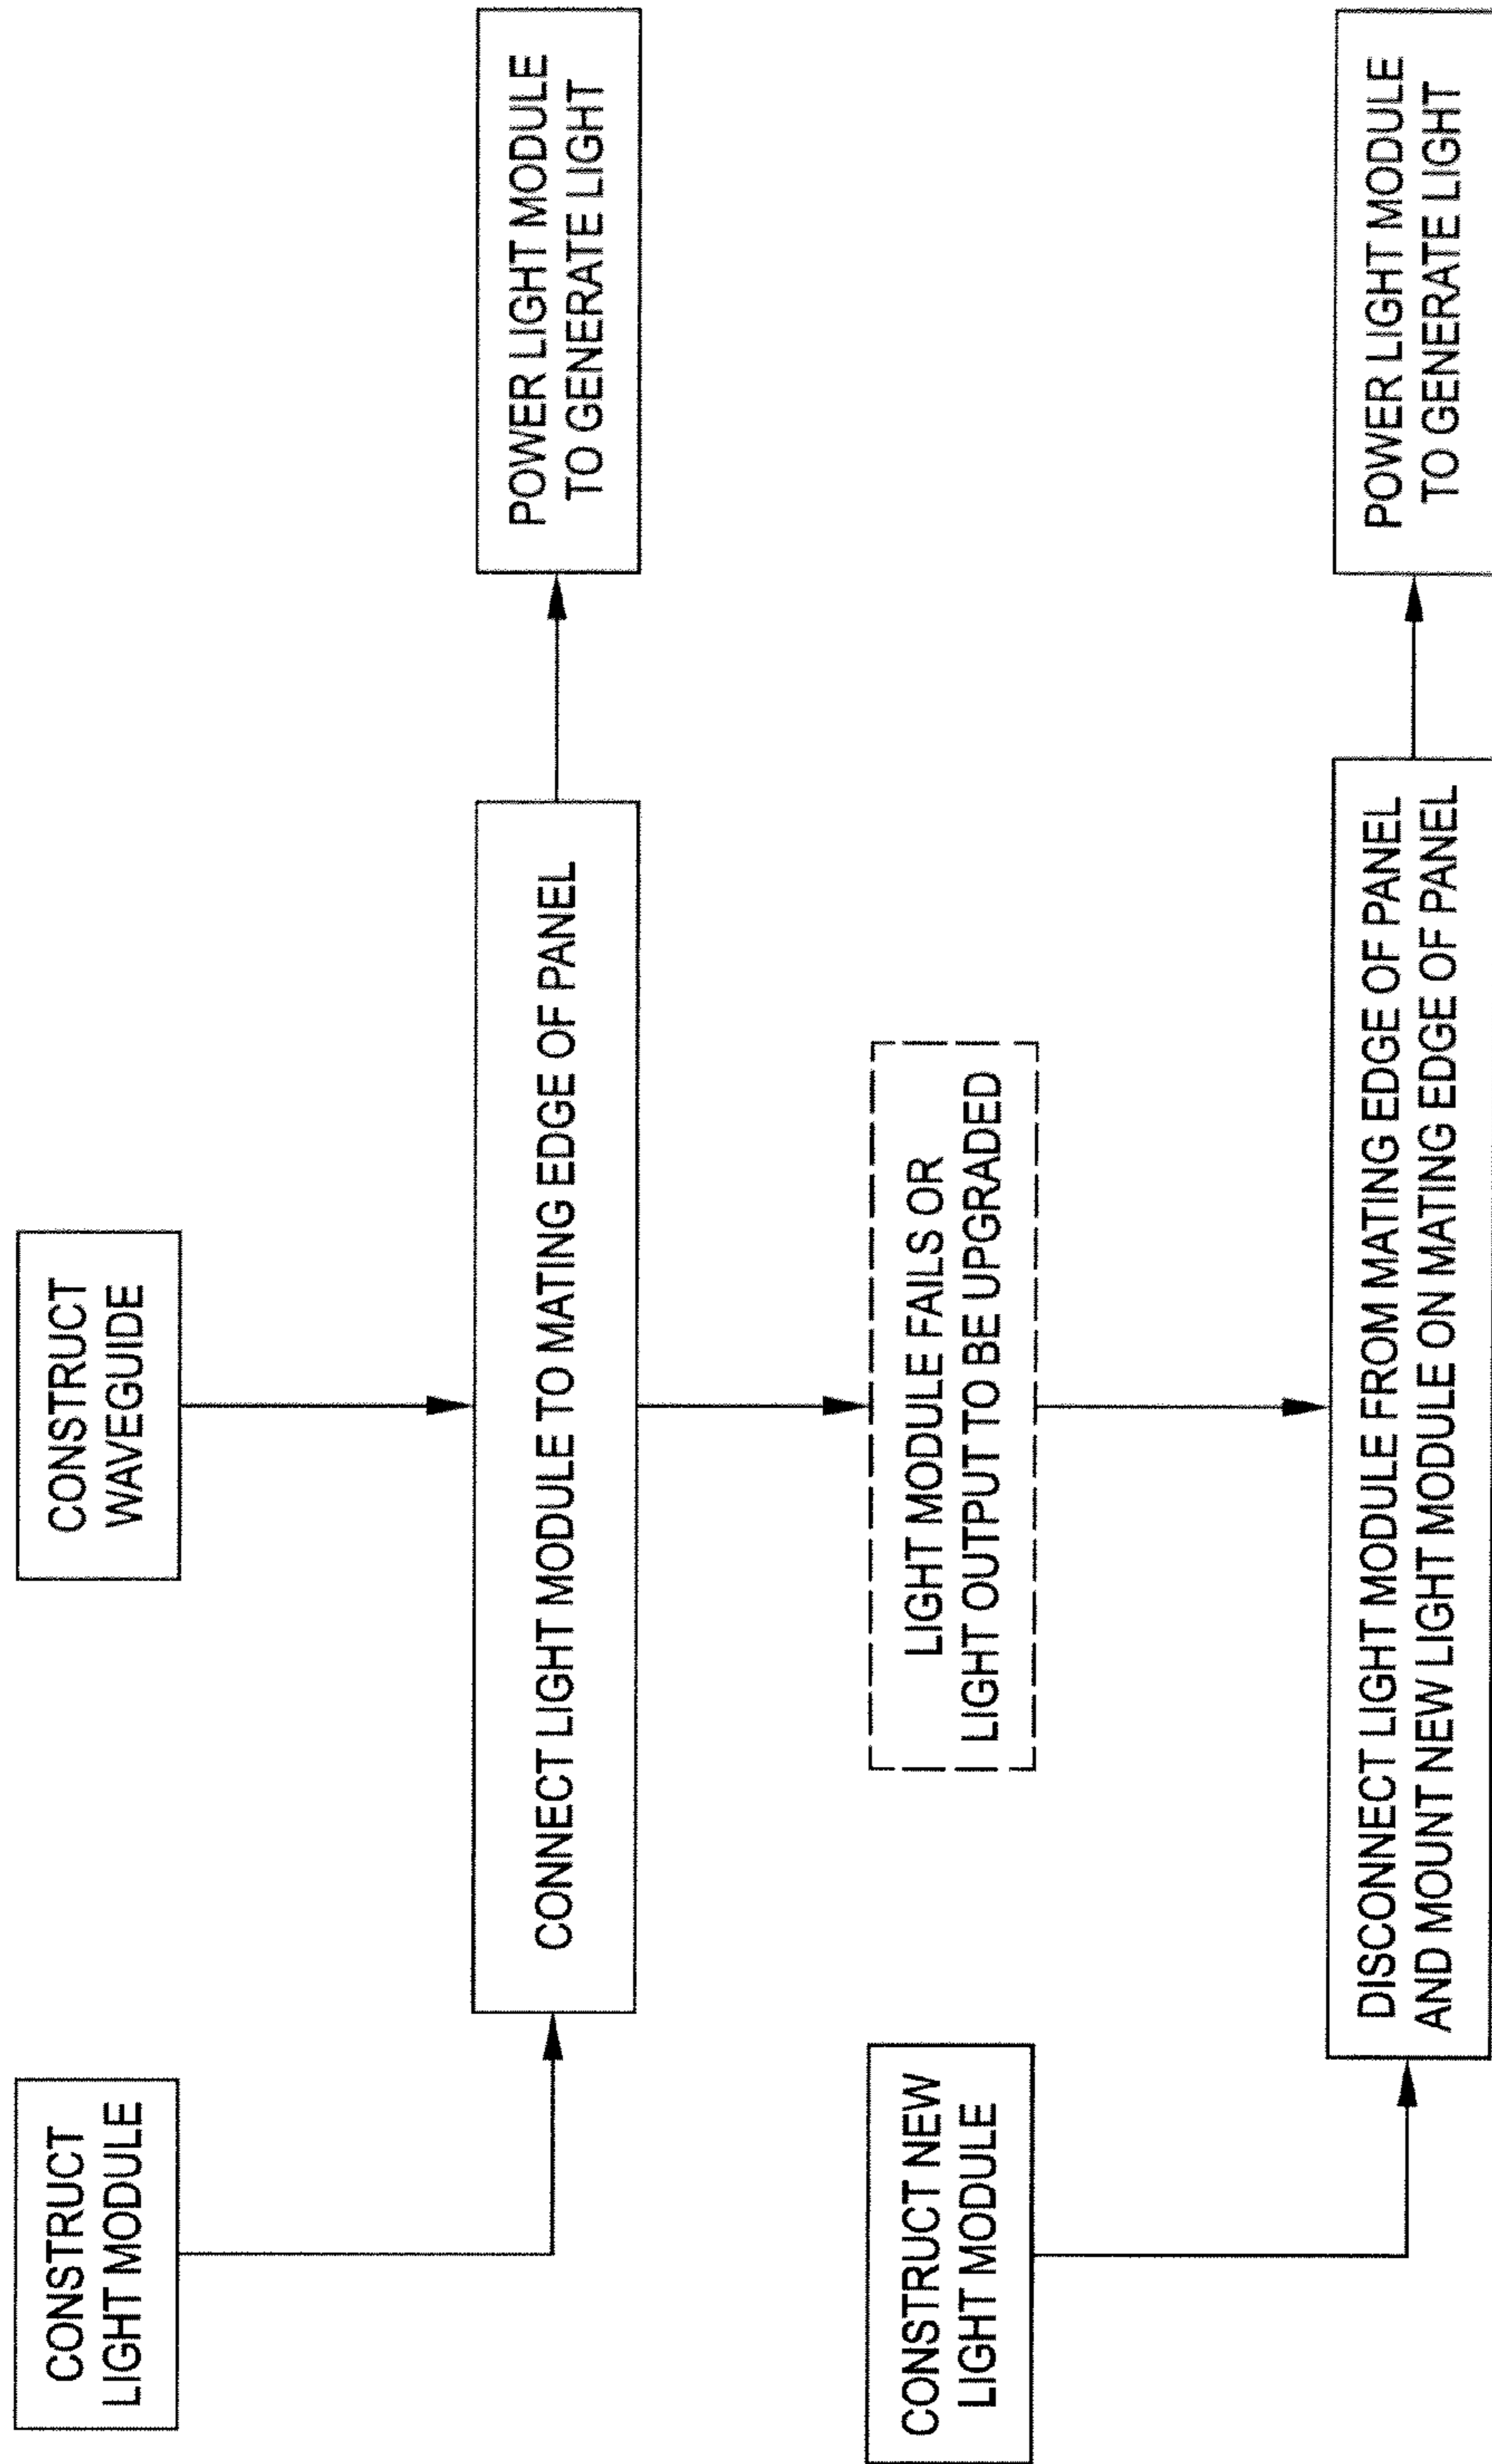 CONSTRUCT
LIGHT MODULE
CONSTRUCT
WAVEGUIDE
CONNECT LIGHT MODULE TO MATING EDGE OF PANEL
POWER LIGHT MODULE
TO GENERATE LIGHT
CONSTRUCT NEW
LIGHT MODULE
LIGHT MODULE FAILS OR
LIGHT OUTPUT TO BE UPGRADED
DISCONNECT LIGHT MODULE FROM MATING EDGE OF PANEL
AND MOUNT NEW LIGHT MODULE ON MATING EDGE OF PANEL
POWER LIGHT MODULE
TO GENERATE LIGHT